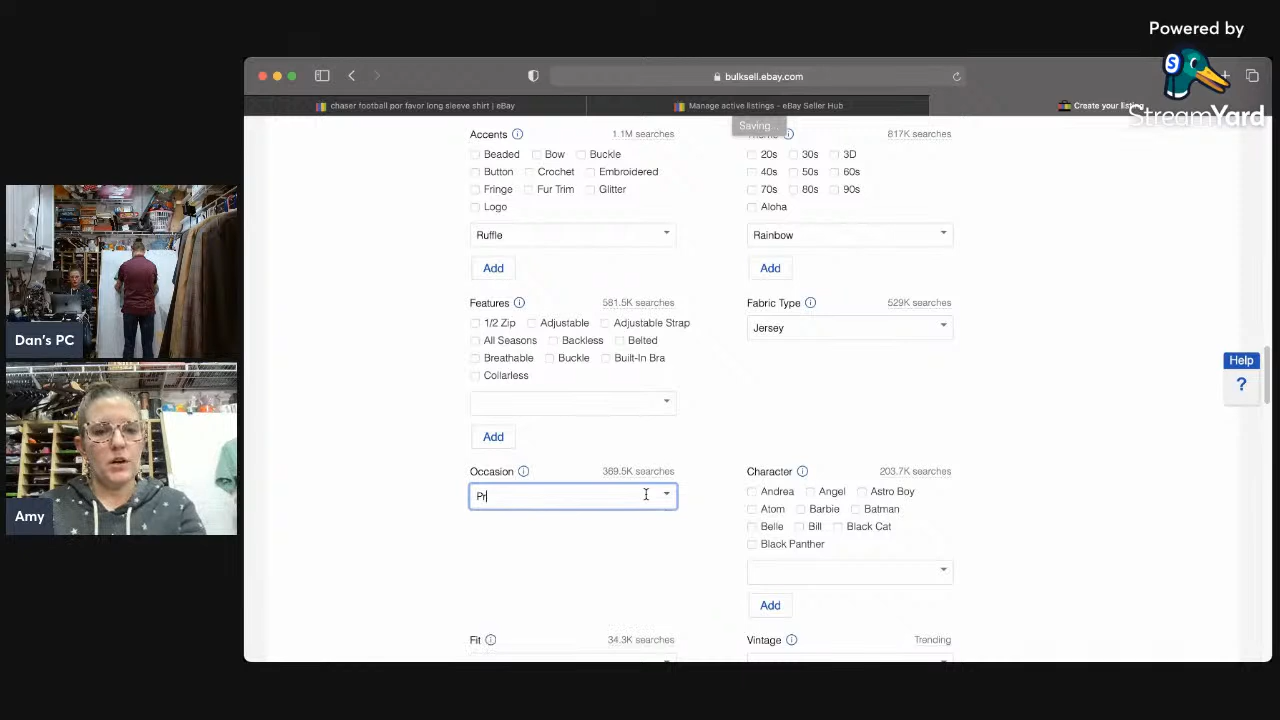 Powered by
StreamYard
bulksell.ebay.com
chaser football por favor long sleeve shirt | eBay
Manage active listings - eBay Seller Hub
Create your listing
Saving...
Accents
1.1M searches
817K searches
Beaded Bow Buckle
20s 30s 3D
Button Crochet Embroidered
40s 50s 60s
Fringe Fur Trim Glitter
70s 80s 90s
Logo
Aloha
Ruffle
Rainbow
Add
Add
Features
581.5K searches
Fabric Type
529K searches
1/2 Zip Adjustable Adjustable Strap
Jersey
All Seasons Backless Belted
Breathable Buckle Built-In Bra
Collarless
Add
Occasion
369.5K searches
Character
203.7K searches
Pr
Andrea Angel Astro Boy
Atom Barbie Batman
Belle Bill Black Cat
Black Panther
Add
Fit
34.3K searches
Vintage
Trending
Help
?
Dan's PC
Amy